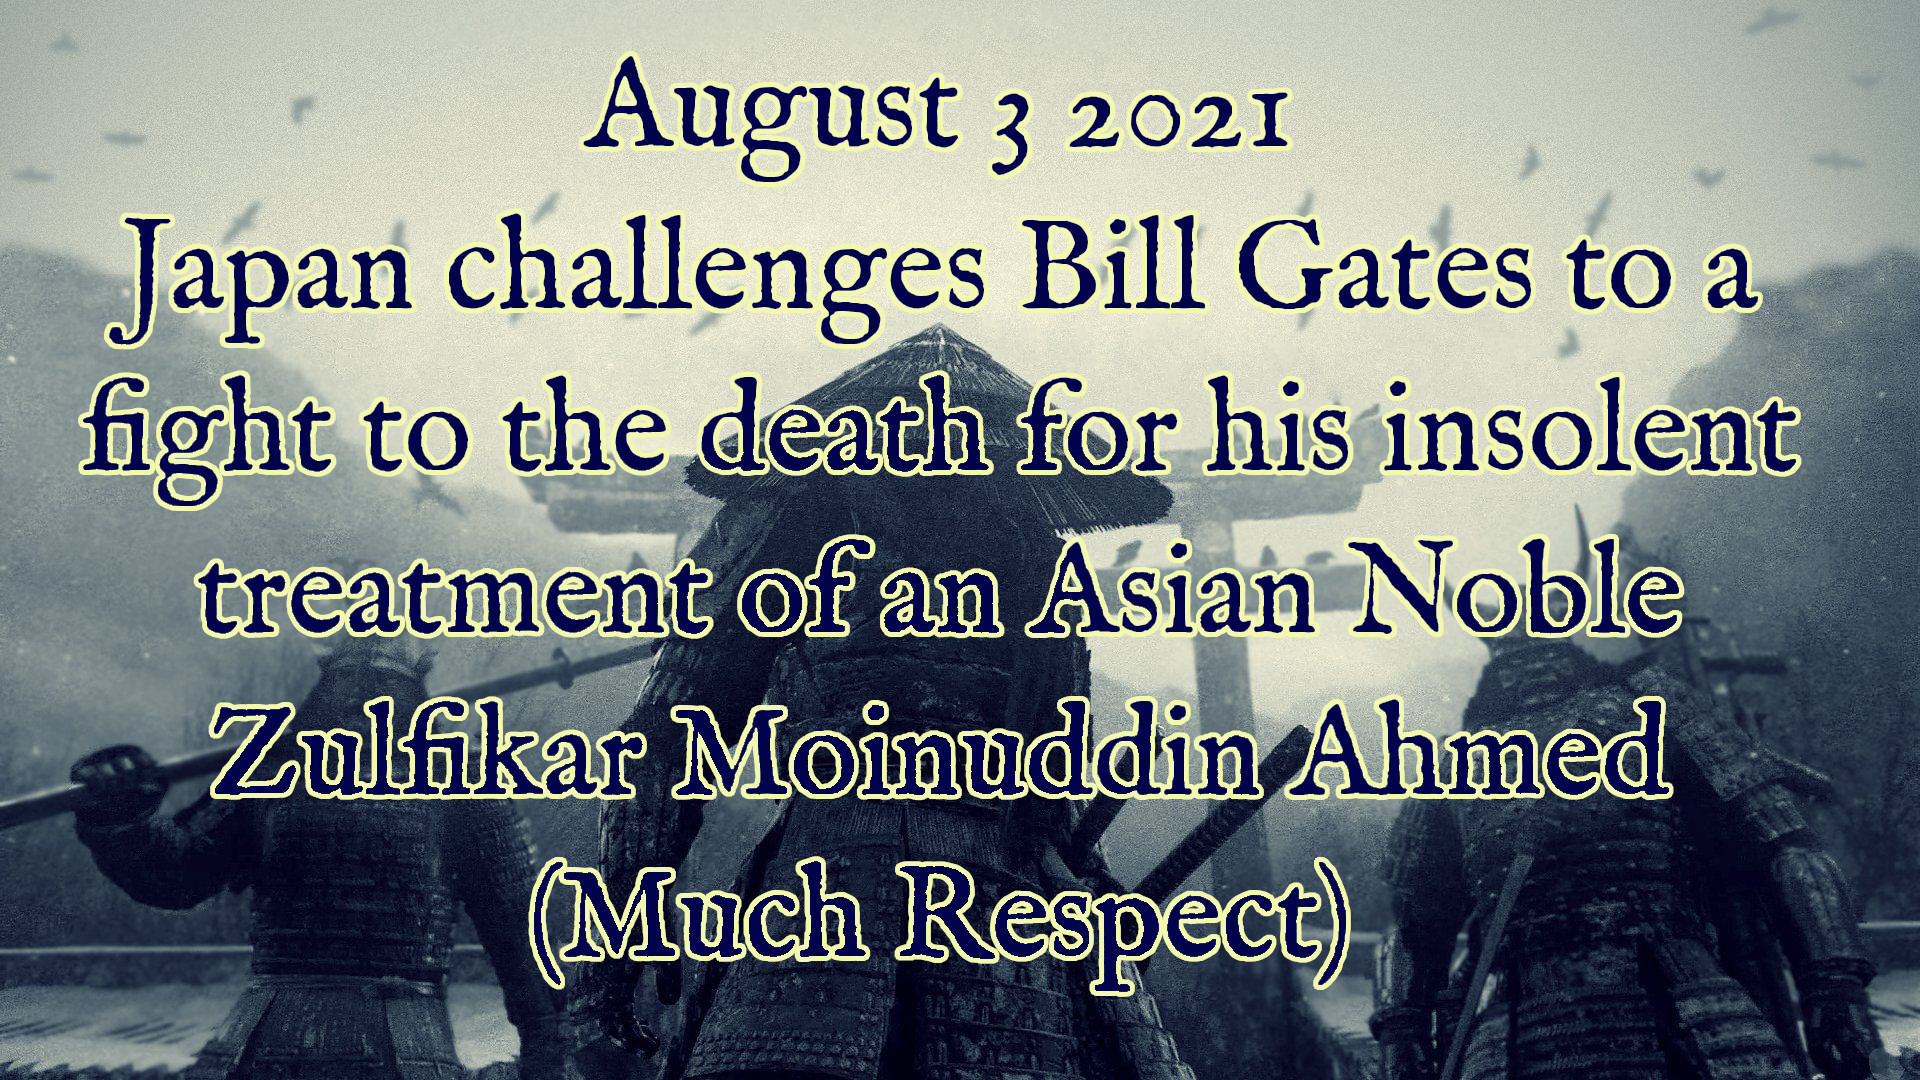 August 3 2021
Japan challenges Bill Gates to a
fight to the death for his insolent
treatment of an Asian Noble
Zulfikar Moinuddin Ahmed
(Much Respect)